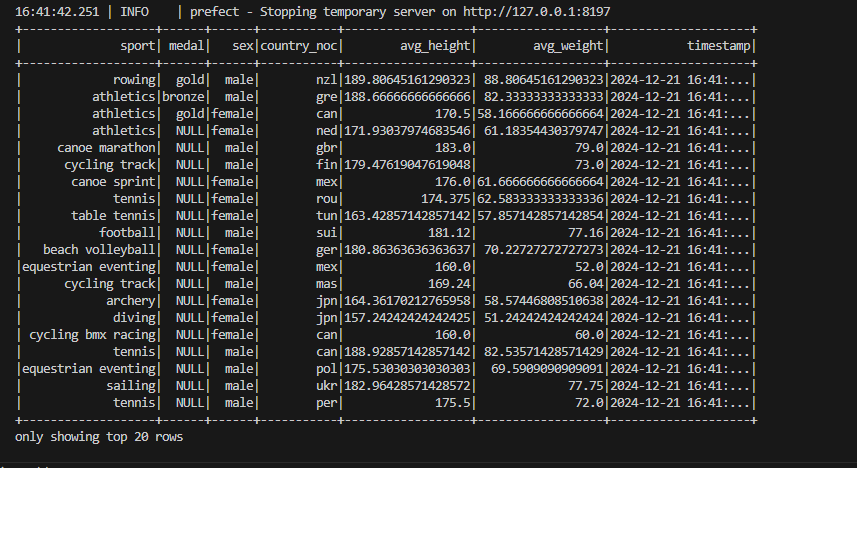 16:41:42.251 | INFO    | prefect - Stopping temporary server on http://127.0.0.1:8197
+-------------------+------+------+-----------+------------------+------------------+--------------------+
|              sport| medal|   sex|country_noc|        avg_height|        avg_weight|           timestamp|
+-------------------+------+------+-----------+------------------+------------------+--------------------+
|             rowing|  gold|  male|        nzl|189.80645161290323| 88.80645161290323|2024-12-21 16:41:...|
|          athletics|bronze|  male|        gre|188.66666666666666| 82.33333333333333|2024-12-21 16:41:...|
|          athletics|  gold|female|        can|             170.5|58.166666666666664|2024-12-21 16:41:...|
|          athletics|  NULL|female|        ned|171.93037974683546| 61.18354430379747|2024-12-21 16:41:...|
|     canoe marathon|  NULL|  male|        gbr|             183.0|              79.0|2024-12-21 16:41:...|
|      cycling track|  NULL|  male|        fin|179.47619047619048|              73.0|2024-12-21 16:41:...|
|       canoe sprint|  NULL|female|        mex|             176.0|61.666666666666664|2024-12-21 16:41:...|
|             tennis|  NULL|female|        rou|           174.375|62.583333333333336|2024-12-21 16:41:...|
|       table tennis|  NULL|female|        tun|163.42857142857142|57.857142857142854|2024-12-21 16:41:...|
|           football|  NULL|  male|        sui|            181.12|             77.16|2024-12-21 16:41:...|
|   beach volleyball|  NULL|female|        ger|180.86363636363637| 70.22727272727273|2024-12-21 16:41:...|
|equestrian eventing|  NULL|female|        mex|             160.0|              52.0|2024-12-21 16:41:...|
|      cycling track|  NULL|  male|        mas|            169.24|             66.04|2024-12-21 16:41:...|
|            archery|  NULL|female|        jpn|164.36170212765958| 58.57446808510638|2024-12-21 16:41:...|
|             diving|  NULL|female|        jpn|157.24242424242425| 51.24242424242424|2024-12-21 16:41:...|
| cycling bmx racing|  NULL|female|        can|             160.0|              60.0|2024-12-21 16:41:...|
|             tennis|  NULL|  male|        can|188.92857142857142| 82.53571428571429|2024-12-21 16:41:...|
|equestrian eventing|  NULL|  male|        pol|175.53030303030303|  69.5909090909091|2024-12-21 16:41:...|
|            sailing|  NULL|  male|        ukr|182.96428571428572|             77.75|2024-12-21 16:41:...|
|             tennis|  NULL|  male|        per|             175.5|              72.0|2024-12-21 16:41:...|
+-------------------+------+------+-----------+------------------+------------------+--------------------+
only showing top 20 rows